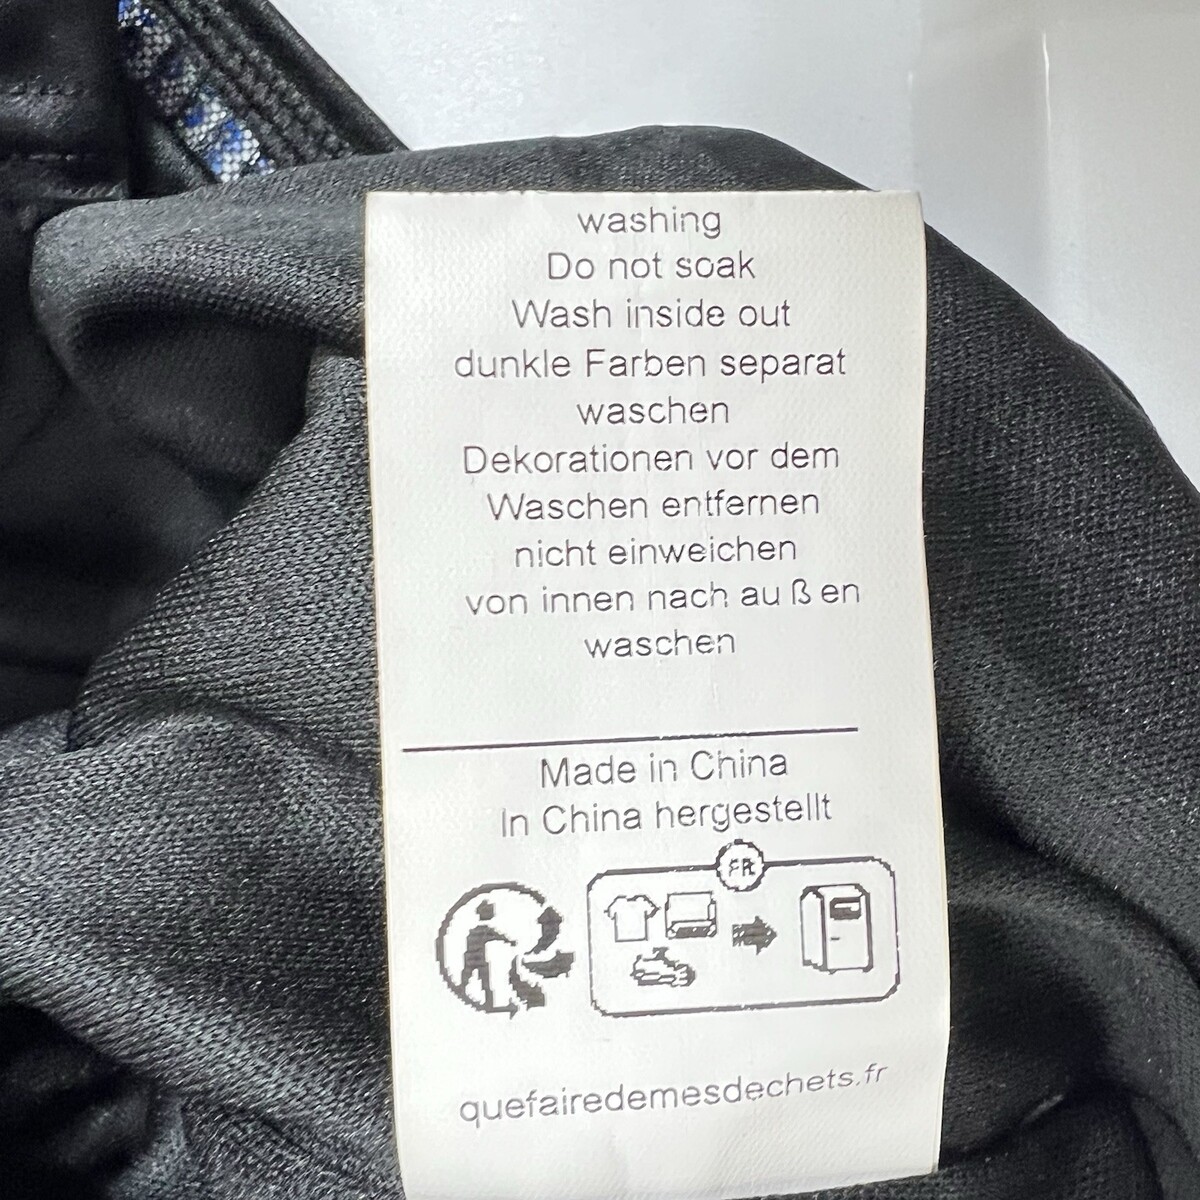 washing
Do not soak
Wash inside out
dunkle Farben separat
waschen
Dekorationen vor dem
Waschen entfernen
nicht einweichen
von innen nach au ß en
waschen
Made in China
In China hergestellt
FR
quefairedemesdechets.fr